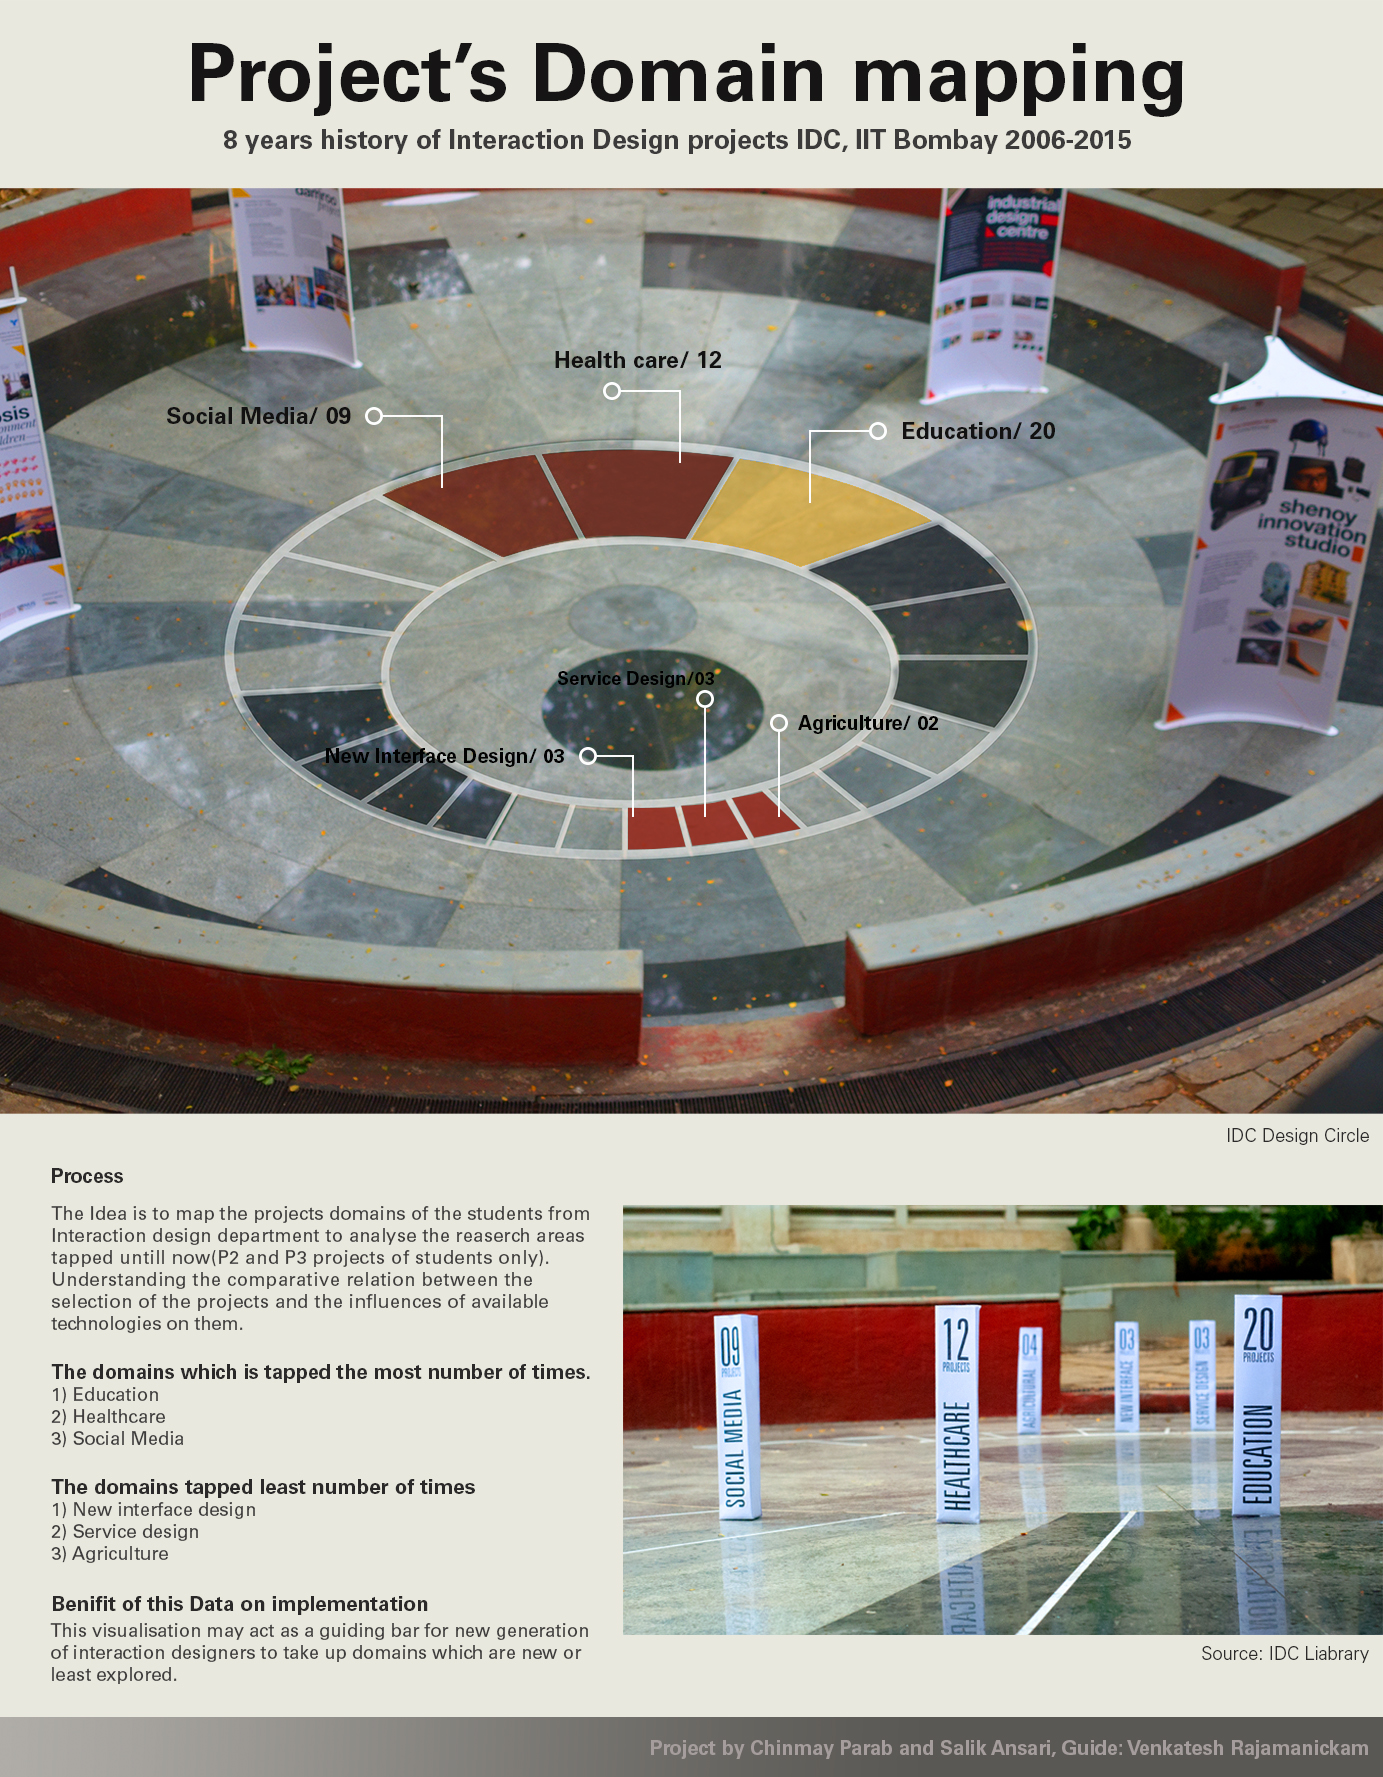 Project’s Domain mapping
8 years history of Interaction Design projects IDC, IIT Bombay 2006-2015
damroo
project
industrial
design
centre
Health care/ 12
Social Media/ 09
Education/ 20
shenoy
innovation
studio
Service Design/03
Agriculture/ 02
New Interface Design/ 03
IDC Design Circle
Process
The Idea is to map the projects domains of the students from
Interaction design department to analyse the reaserch areas
tapped untill now(P2 and P3 projects of students only).
Understanding the comparative relation between the
selection of the projects and the influences of available
technologies on them.
The domains which is tapped the most number of times.
1) Education
2) Healthcare
3) Social Media
The domains tapped least number of times
1) New interface design
2) Service design
3) Agriculture
Benifit of this Data on implementation
This visualisation may act as a guiding bar for new generation
of interaction designers to take up domains which are new or
least explored.
09
PROJECTS
SOCIAL MEDIA
12
PROJECTS
HEALTHCARE
04
AGRICULTURAL
03
NEW INTERFACE
03
SERVICE DESIGN
20
PROJECTS
EDUCATION
Source: IDC Liabrary
Project by Chinmay Parab and Salik Ansari, Guide: Venkatesh Rajamanickam